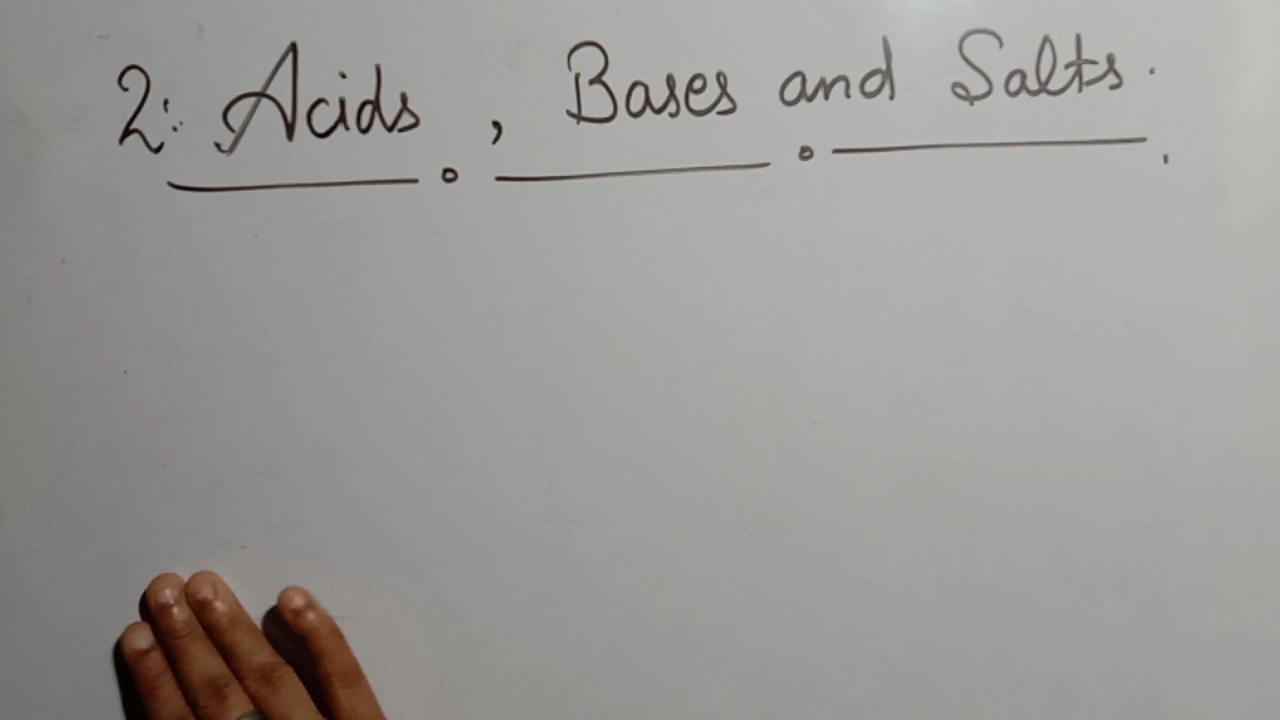 2: Acids , Bases and Salts.